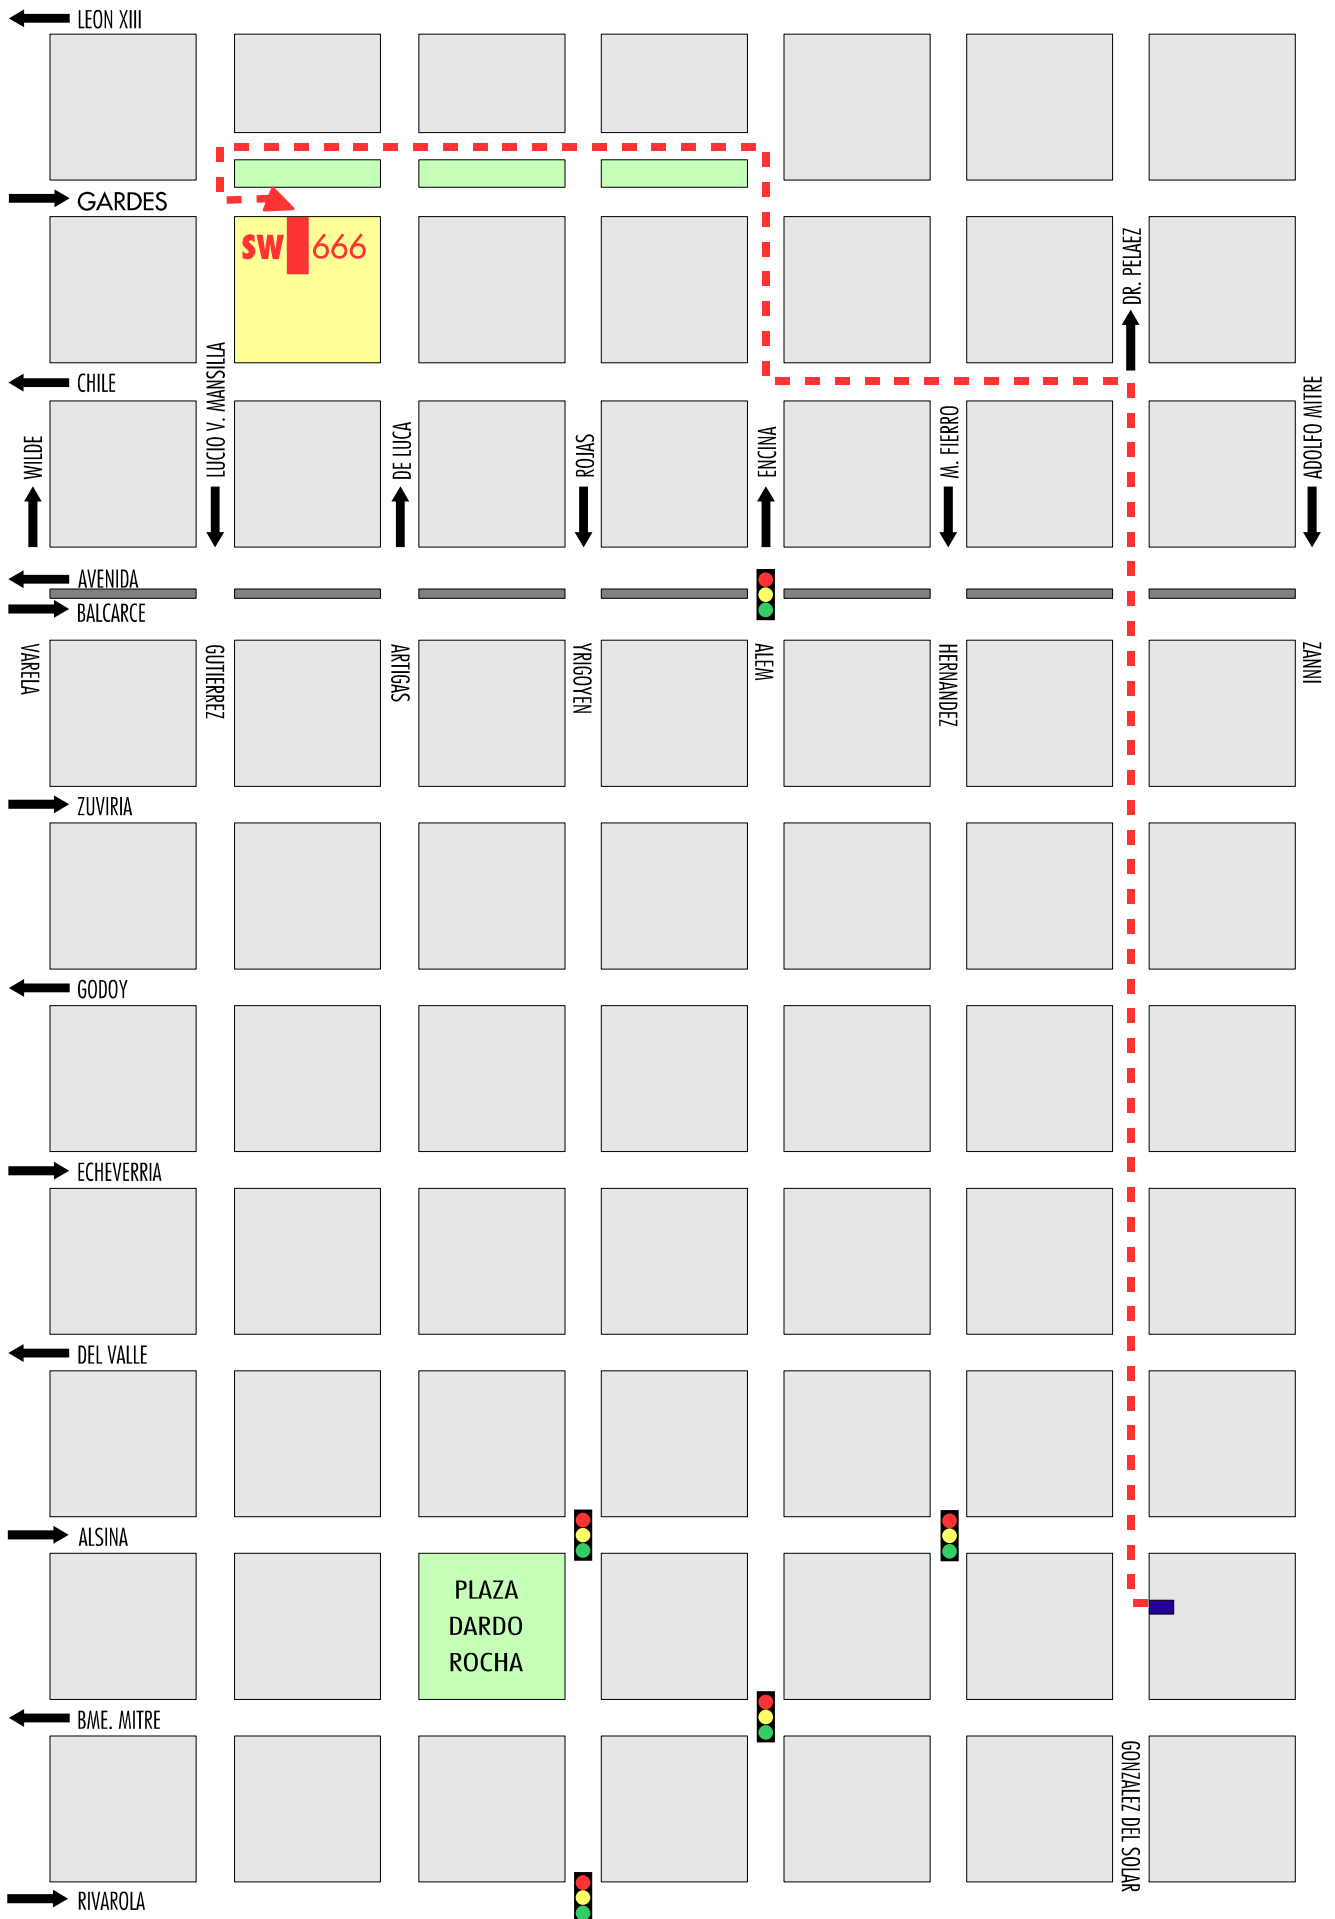 LEON XIII
GARDES
SW 666
DR. PELAEZ
CHILE
LUCIO V. MANSILLA
WILDE
DE LUCA
ROJAS
ENCINA
M. FIERRO
ADOLFO MITRE
AVENIDA
BALCARCE
VARELA
GUTIERREZ
ARTIGAS
YRIGOYEN
ALEM
HERNANDEZ
ZANNI
ZUVIRIA
GODOY
ECHEVERRIA
DEL VALLE
ALSINA
PLAZA
DARDO
ROCHA
BME. MITRE
GONZALEZ DEL SOLAR
RIVAROLA